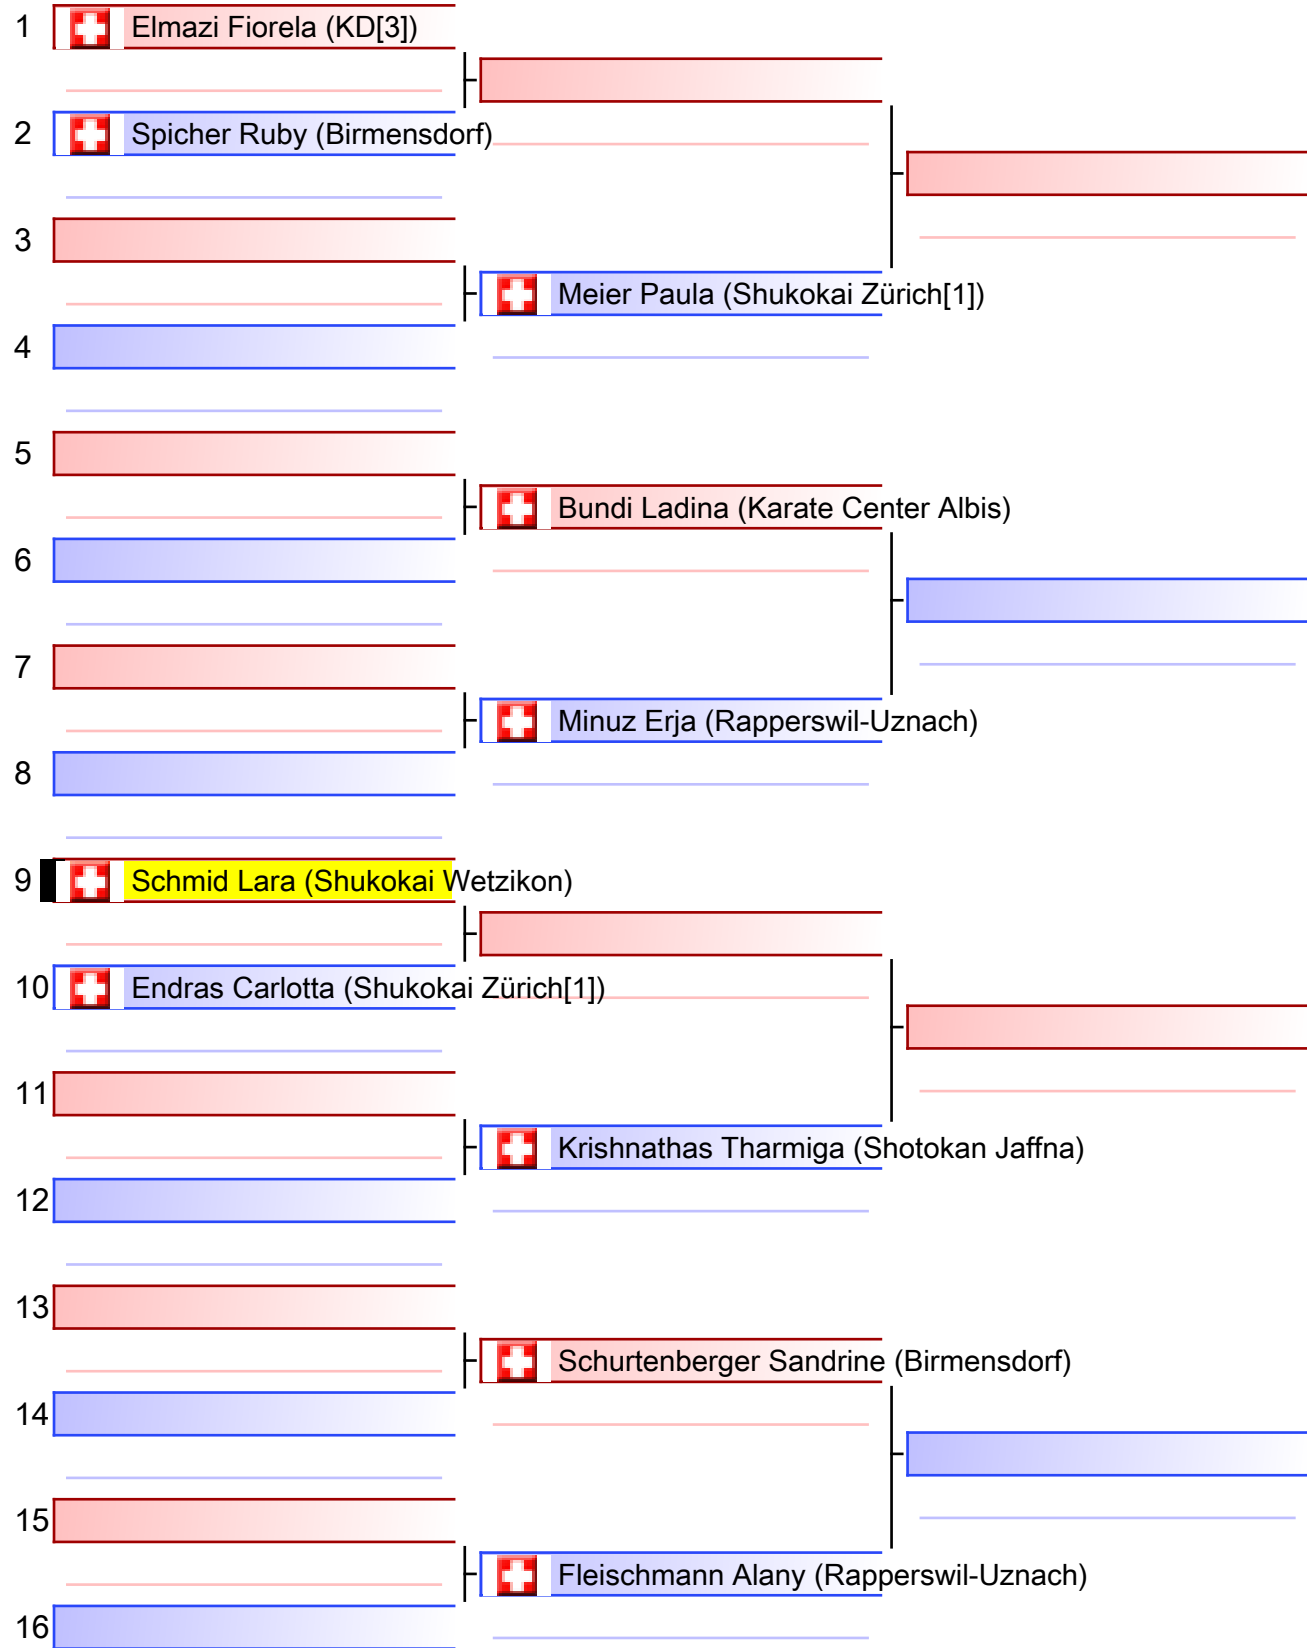 1 Elmazi Fiorela (KD[3])
2 Spicher Ruby (Birmensdorf)
3
Meier Paula (Shukokai Zürich[1])
4
5
Bundi Ladina (Karate Center Albis)
6
7
Minuz Erja (Rapperswil-Uznach)
8
9 Schmid Lara (Shukokai Wetzikon)
10 Endras Carlotta (Shukokai Zürich[1])
11
Krishnathas Tharmiga (Shotokan Jaffna)
12
13
Schurtenberger Sandrine (Birmensdorf)
14
15
Fleischmann Alany (Rapperswil-Uznach)
16